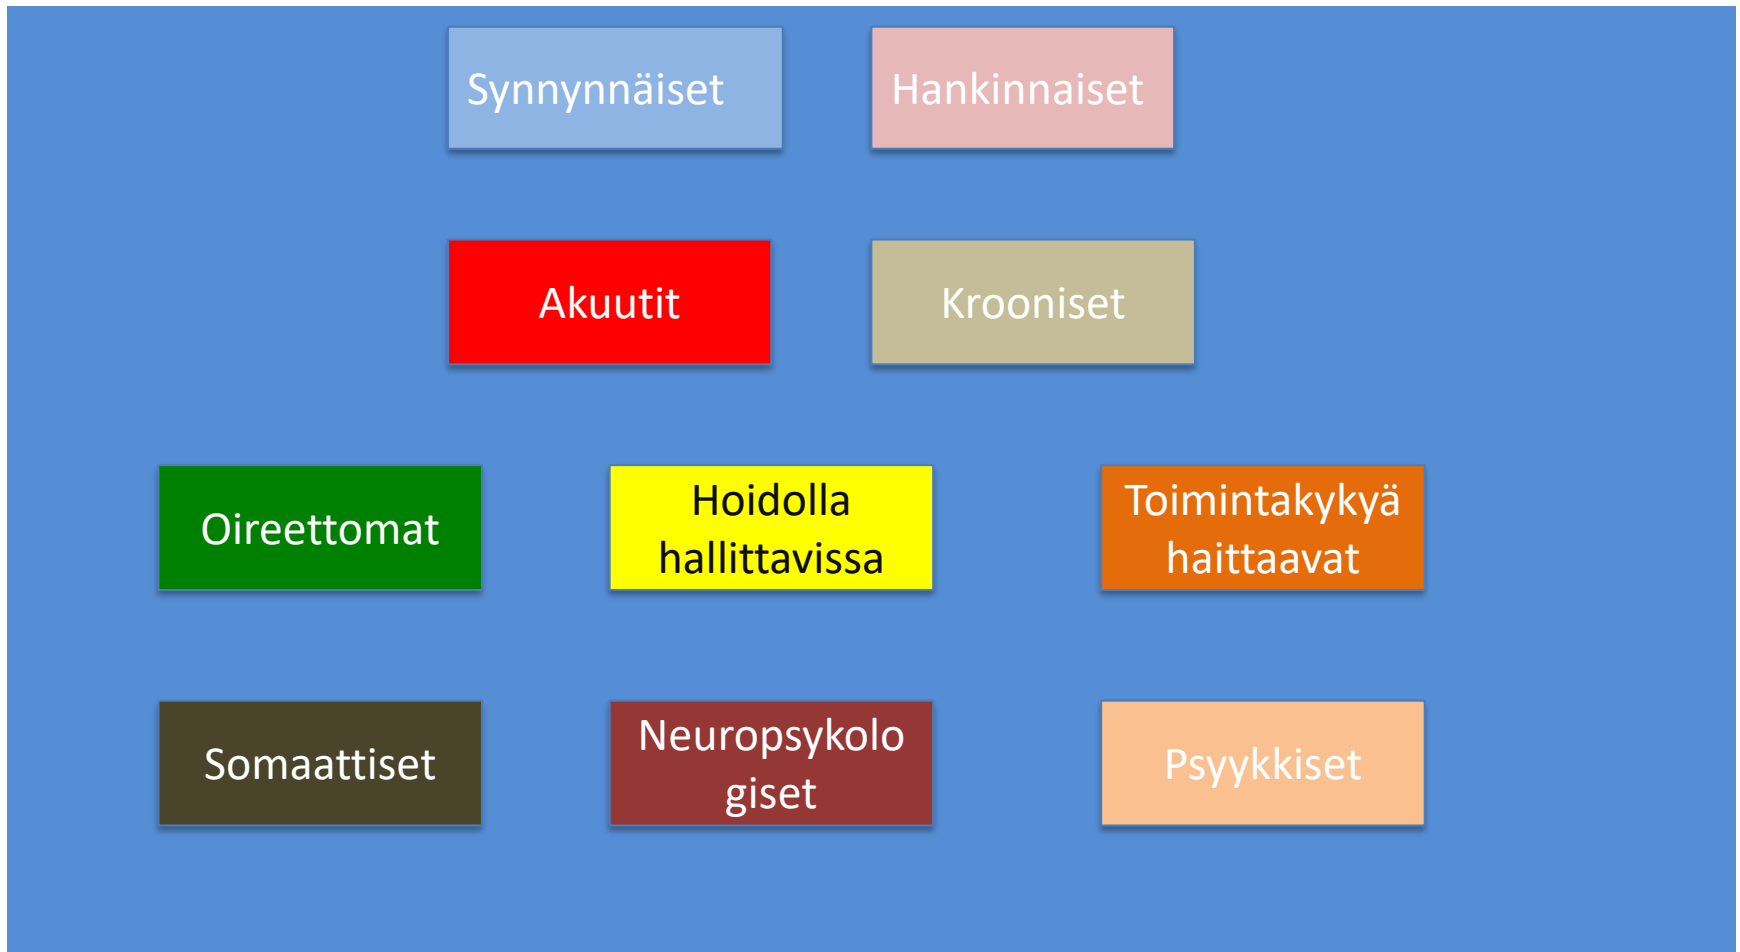 Synnynnäiset
Hankinnaiset
Akuutit
Krooniset
Oireettomat
Hoidolla
hallittavissa
Toimintakykyä
haittaavat
Somaattiset
Neuropsykolo
giset
Psyykkiset